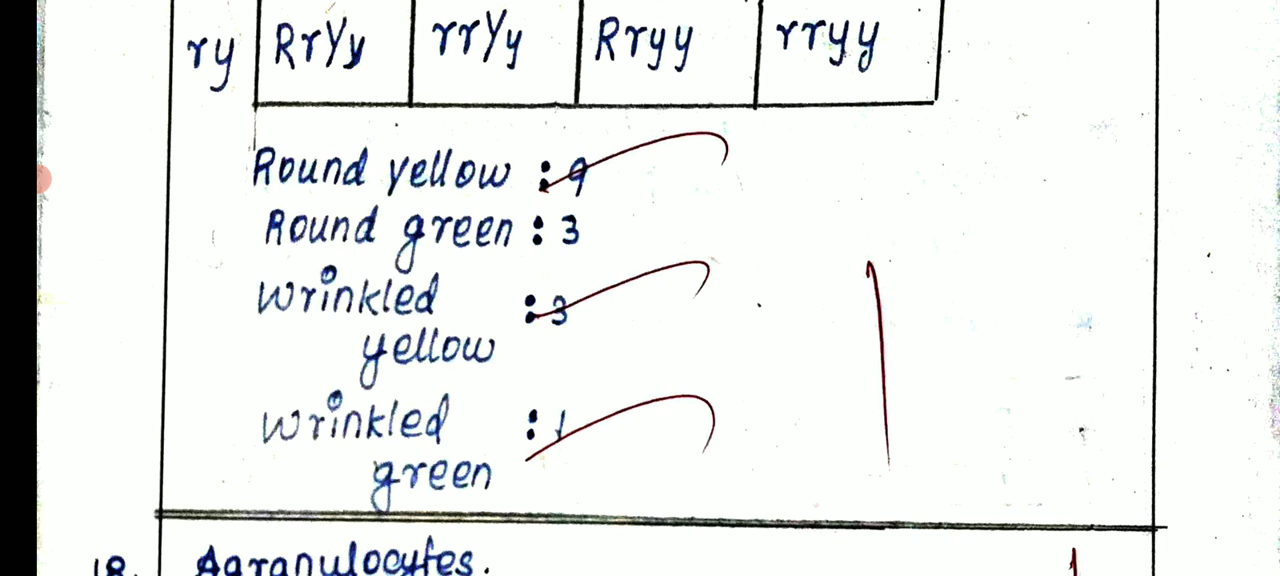 ry RrYy rrYy Rryy rryy
Round yellow : 9
Round green : 3
Wrinkled : 3
yellow
Wrinkled : 1
green
18. Agranulocytes. 1